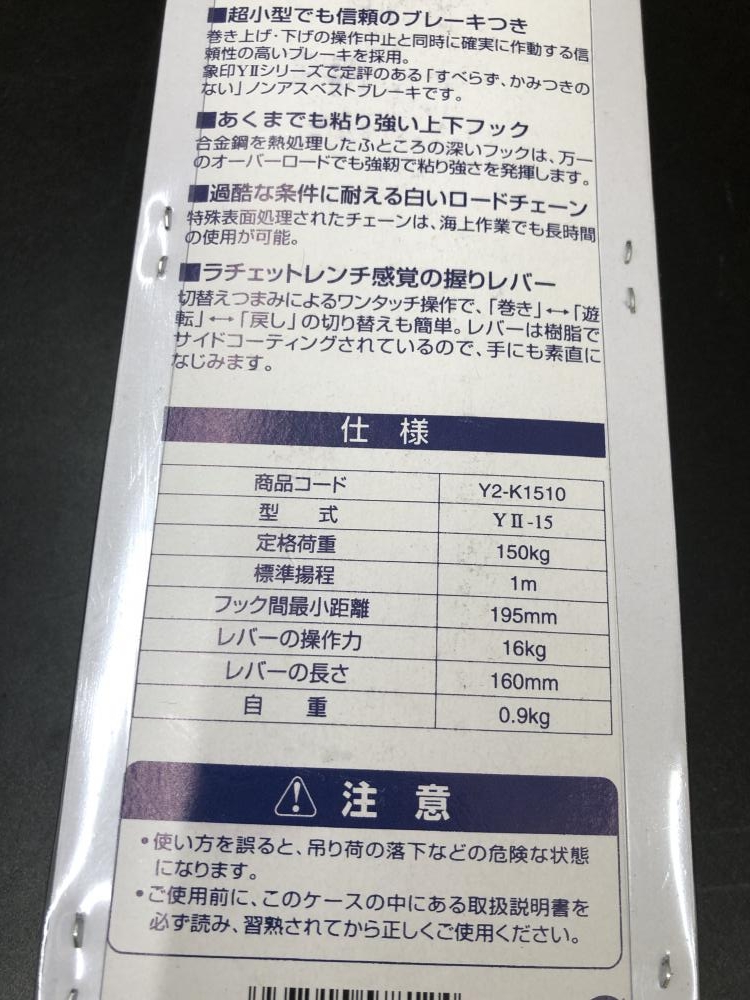 ■超小型でも信頼のブレーキつき
巻き上げ・下げの操作中止と同時に確実に作動する信
頼性の高いブレーキを採用。
象印YⅡシリーズで定評のある「すべらず、かみつきの
ない」ノンアスベストブレーキです。
■あくまでも粘り強い上下フック
合金鋼を熱処理したふところの深いフックは、万一
のオーバーロードでも強靭で粘り強さを発揮します。
■過酷な条件に耐える白いロードチェーン
特殊表面処理されたチェーンは、海上作業でも長時間
の使用が可能。
■ラチェットレンチ感覚の握りレバー
切替えつまみによるワンタッチ操作で、「巻き」↔「遊
転」↔「戻し」の切り替えも簡単。レバーは樹脂で
サイドコーティングされているので、手にも素直に
なじみます。
仕 様
商品コード Y2-K1510
型 式 YⅡ-15
定格荷重 150kg
標準揚程 1m
フック間最小距離 195mm
レバーの操作力 16kg
レバーの長さ 160mm
自 重 0.9kg
注 意
•使い方を誤ると、吊り荷の落下などの危険な状態
になります。
•ご使用前に、このケースの中にある取扱説明書を
必ず読み、習熟されてから正しくご使用ください。